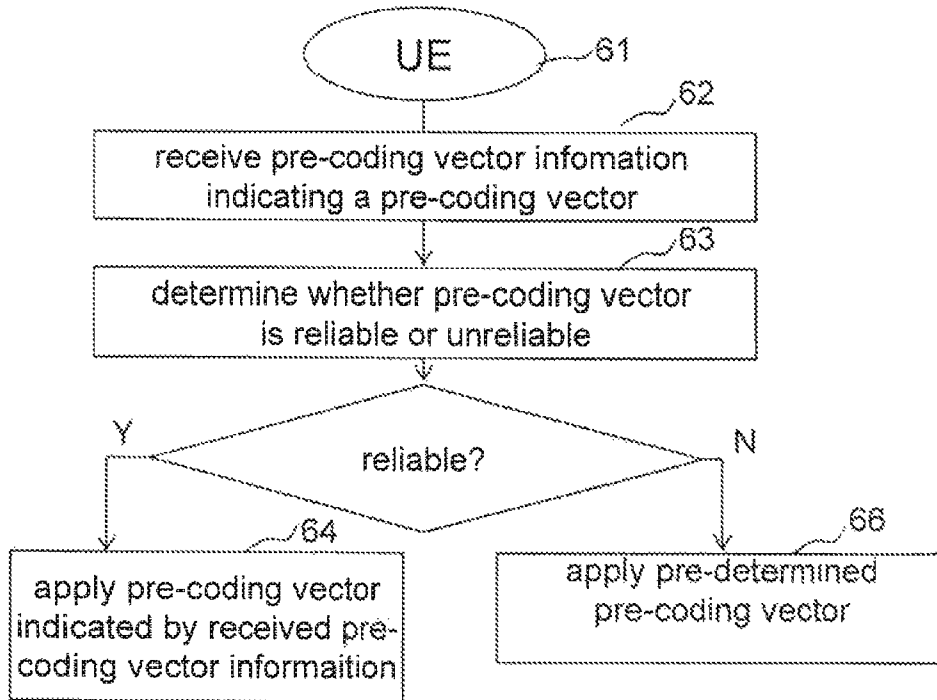 UE
61
62
receive pre-coding vector infomation
indicating a pre-coding vector
63
determine whether pre-coding vector
is reliable or unreliable
reliable?
Y
N
64
apply pre-coding vector
indicated by received pre-
coding vector informaition
66
apply pre-determined
pre-coding vector